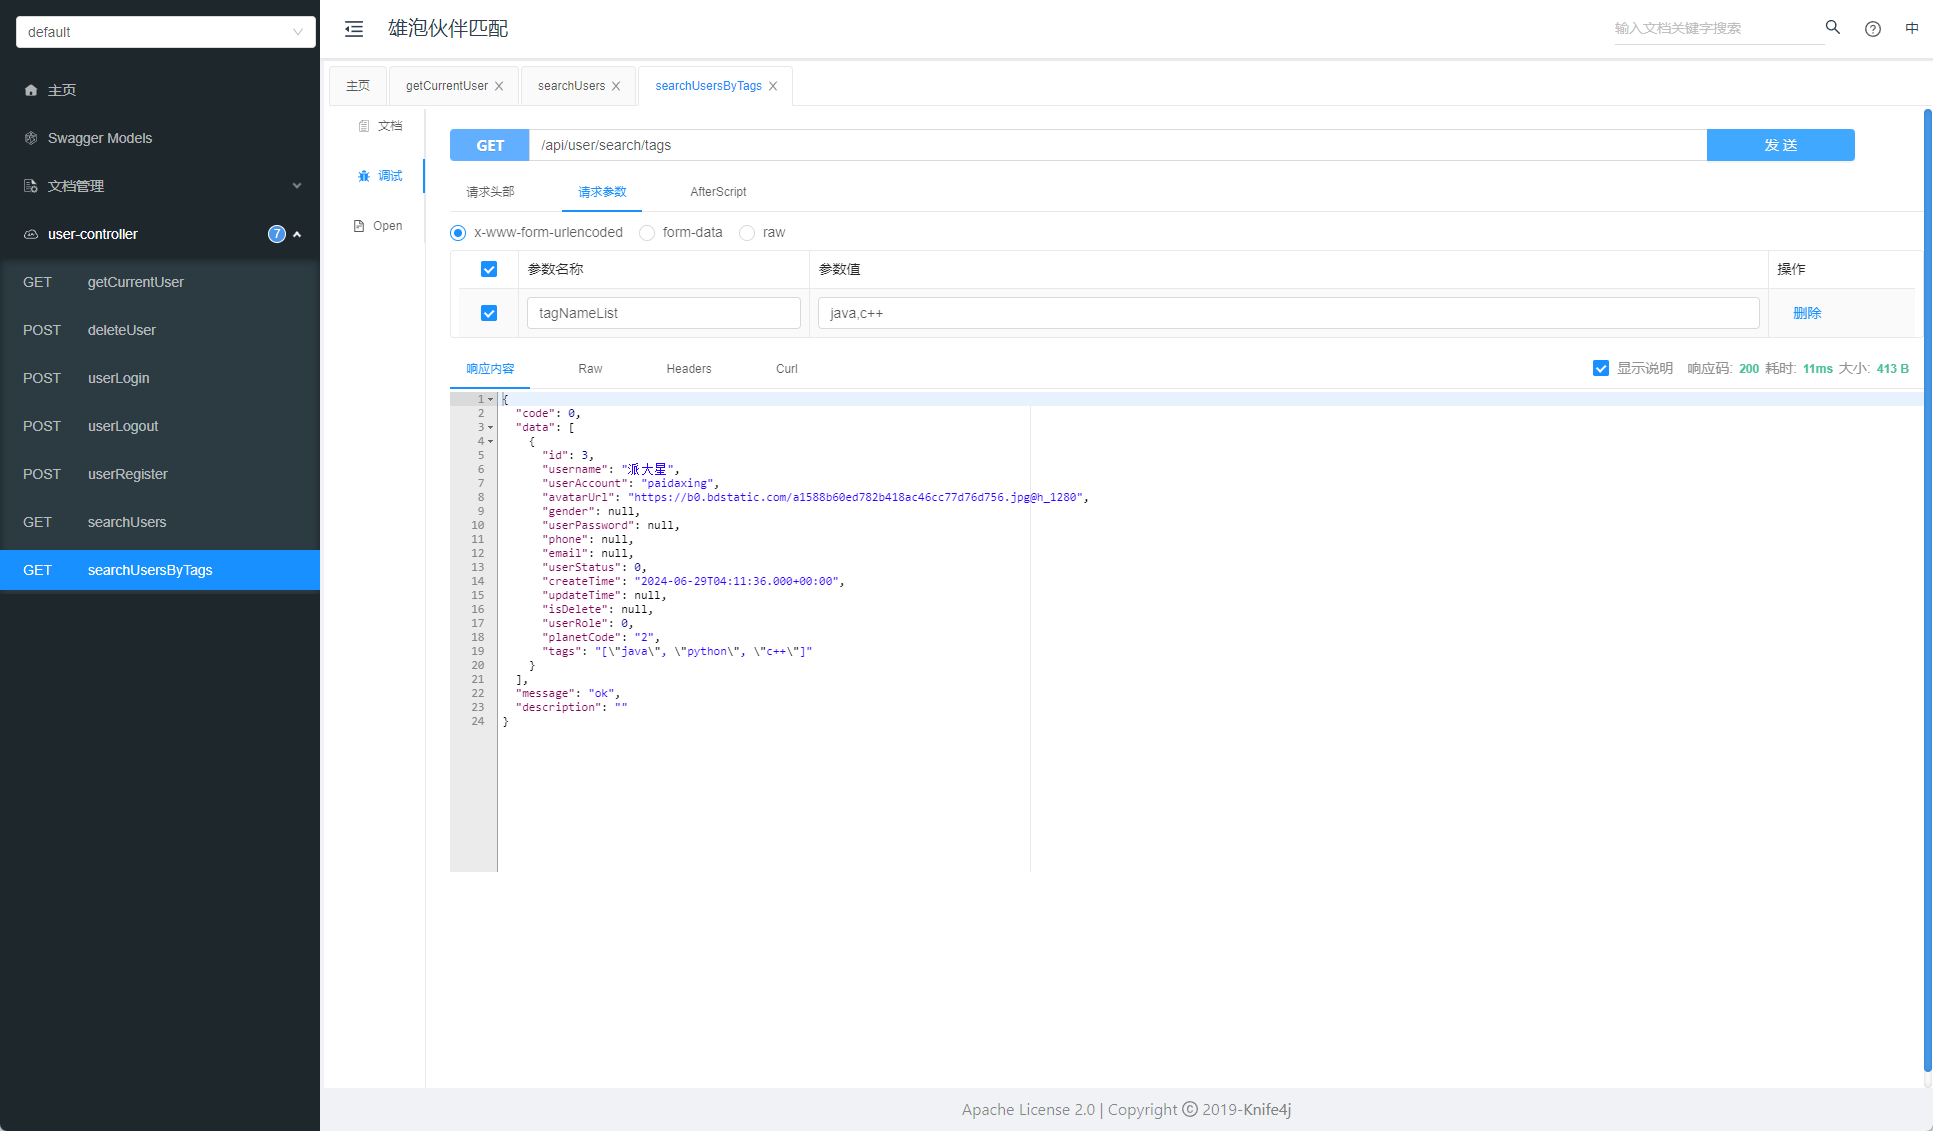 default
主页
Swagger Models
文档管理
user-controller 7
GET getCurrentUser
POST deleteUser
POST userLogin
POST userLogout
POST userRegister
GET searchUsers
GET searchUsersByTags
雄泡伙伴匹配
输入文档关键字搜索
中
主页 getCurrentUser searchUsers searchUsersByTags
文档
调试
Open
GET /api/user/search/tags 发 送
请求头部 请求参数 AfterScript
x-www-form-urlencoded form-data raw
参数名称 参数值 操作
tagNameList java,c++ 删除
响应内容 Raw Headers Curl 显示说明 响应码: 200 耗时: 11ms 大小: 413 B
1 {
2 "code": 0,
3 "data": [
4 {
5 "id": 3,
6 "username": "派大星",
7 "userAccount": "paidaxing",
8 "avatarUrl": "https://b0.bdstatic.com/a1588b60ed782b418ac46cc77d76d756.jpg@h_1280",
9 "gender": null,
10 "userPassword": null,
11 "phone": null,
12 "email": null,
13 "userStatus": 0,
14 "createTime": "2024-06-29T04:11:36.000+00:00",
15 "updateTime": null,
16 "isDelete": null,
17 "userRole": 0,
18 "planetCode": "2",
19 "tags": "[\"java\", \"python\", \"c++\"]"
20 }
21 ],
22 "message": "ok",
23 "description": ""
24 }
Apache License 2.0 | Copyright © 2019-Knife4j